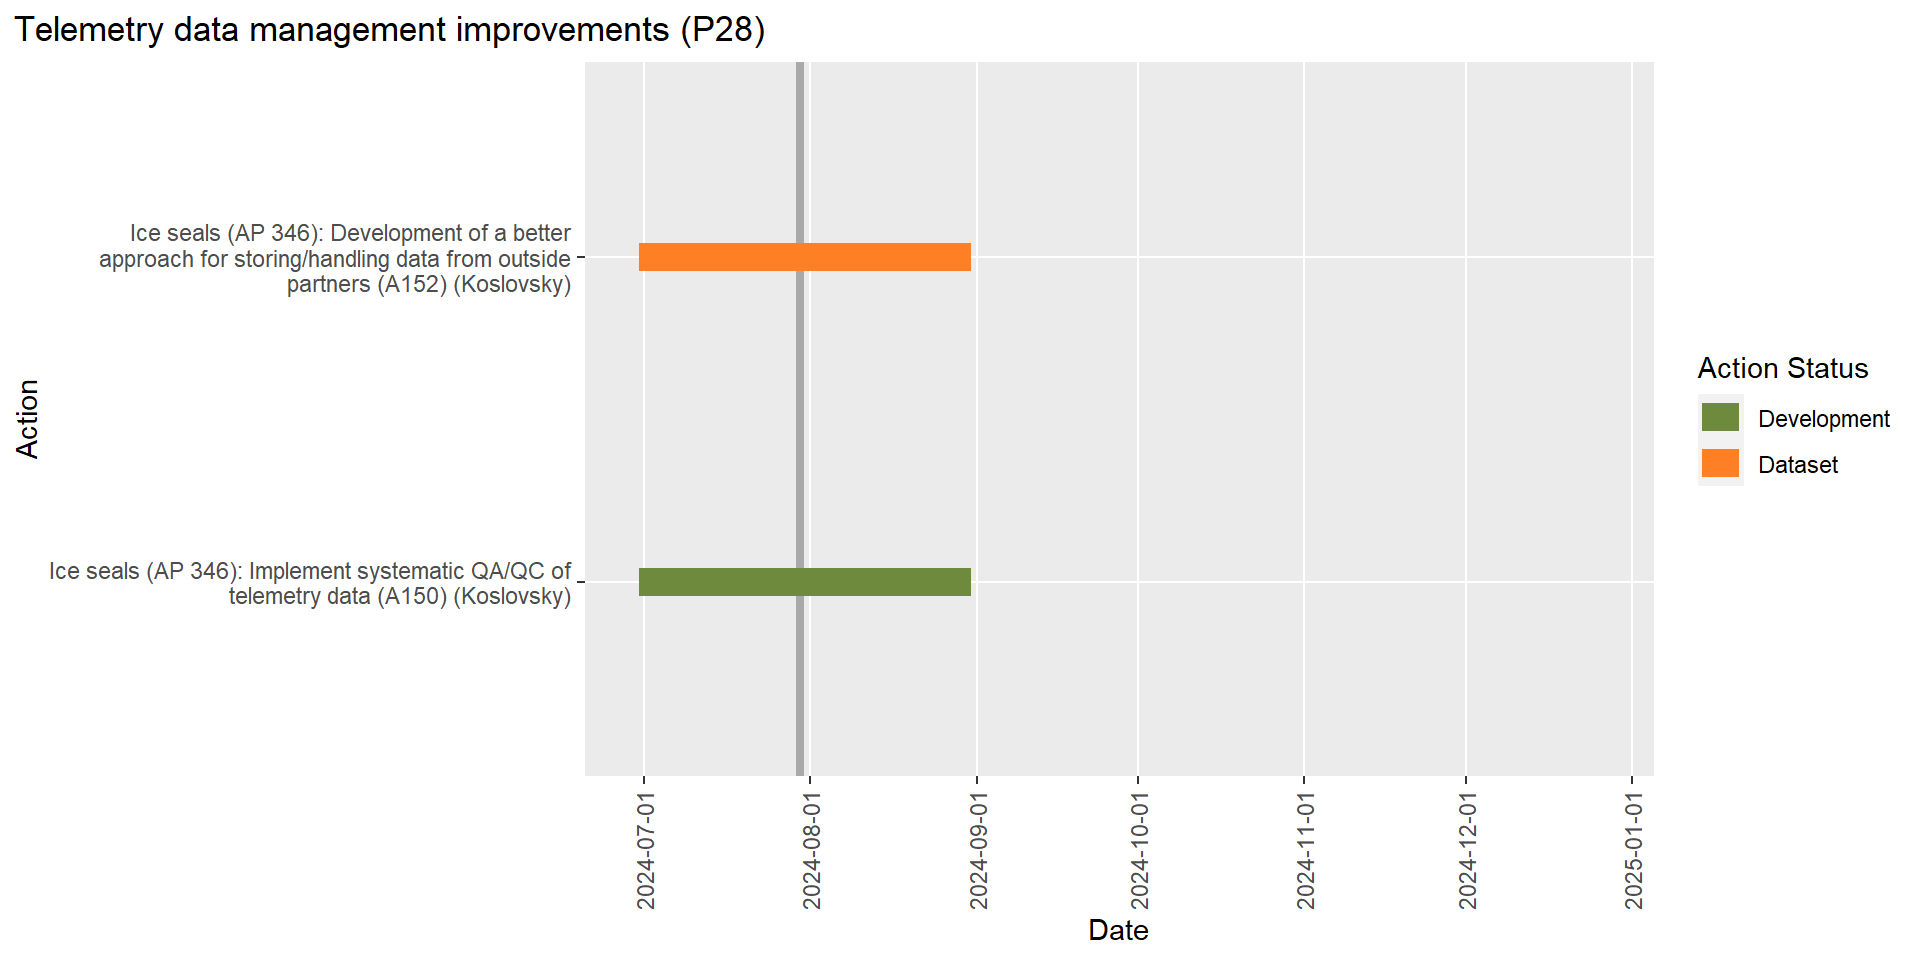 Telemetry data management improvements (P28)
Ice seals (AP 346): Development of a better
approach for storing/handling data from outside
partners (A152) (Koslovsky)
Action
Ice seals (AP 346): Implement systematic QA/QC of
telemetry data (A150) (Koslovsky)
Action Status
Development
Dataset
2024-07-01
2024-08-01
2024-09-01
2024-10-01
2024-11-01
2024-12-01
2025-01-01
Date